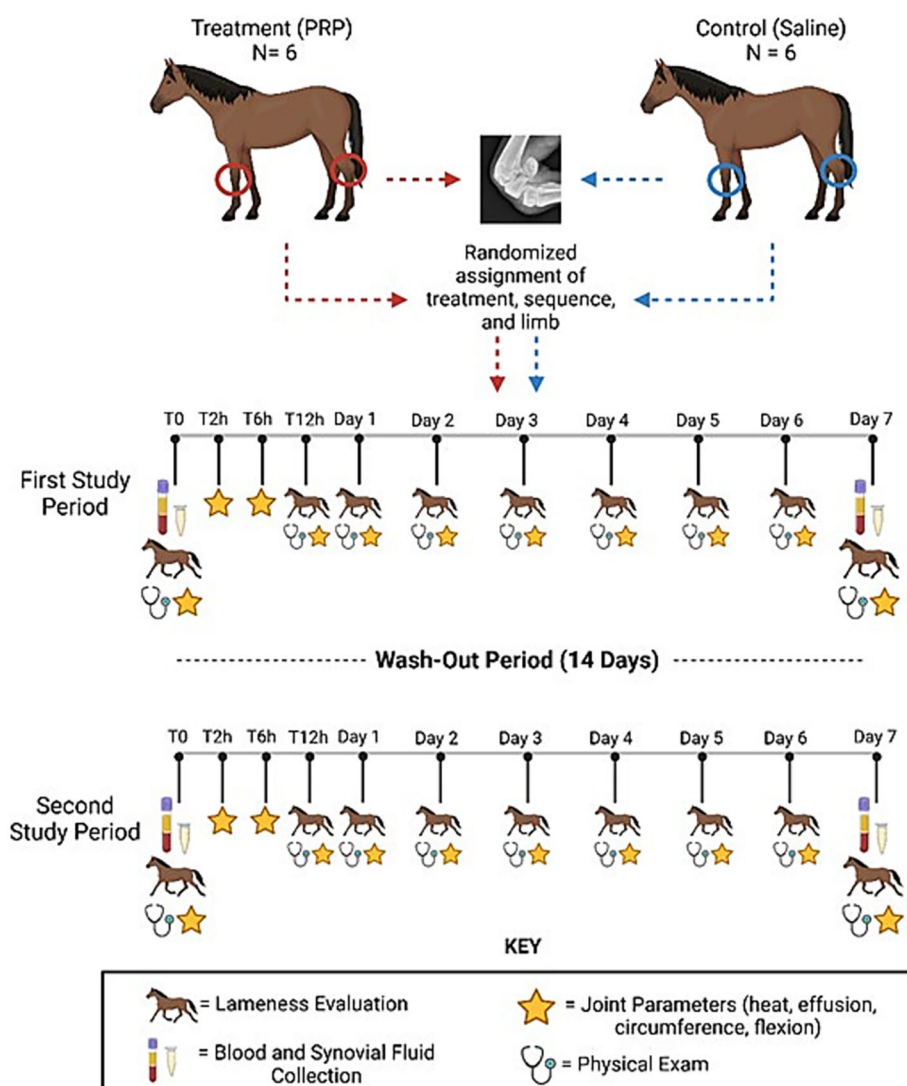 Treatment (PRP)
N= 6
Control (Saline)
N = 6
Randomized
assignment of
treatment, sequence,
and limb
T0 T2h T6h T12h Day 1 Day 2 Day 3 Day 4 Day 5 Day 6 Day 7
First Study
Period
Wash-Out Period (14 Days)
T0 T2h T6h T12h Day 1 Day 2 Day 3 Day 4 Day 5 Day 6 Day 7
Second
Study Period
KEY
= Lameness Evaluation
= Blood and Synovial Fluid
Collection
= Joint Parameters (heat, effusion,
circumference, flexion)
= Physical Exam